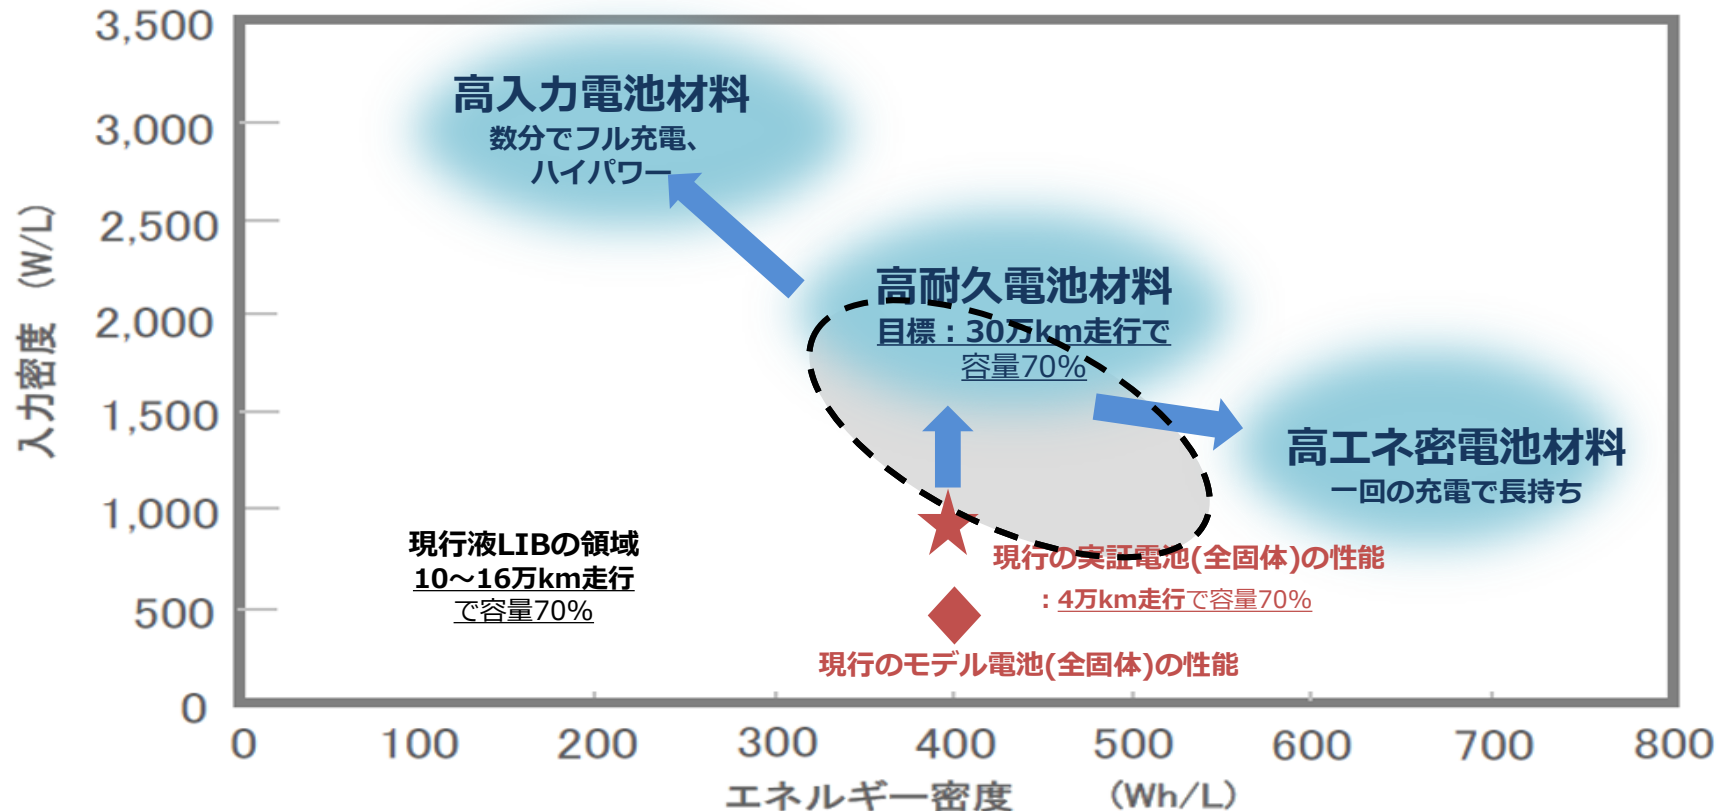 3,500
3,000
2,500
2,000
1,500
1,000
500
0
入力密度 (W/L)
高入力電池材料
数分でフル充電、
ハイパワー
高耐久電池材料
目標：30万km走行で
容量70%
高エネ密電池材料
一回の充電で長持ち
現行液LIBの領域
10～16万km走行
で容量70%
現行の実証電池(全固体)の性能
：4万km走行で容量70%
現行のモデル電池(全固体)の性能
0 100 200 300 400 500 600 700 800
エネルギー密度 (Wh/L)